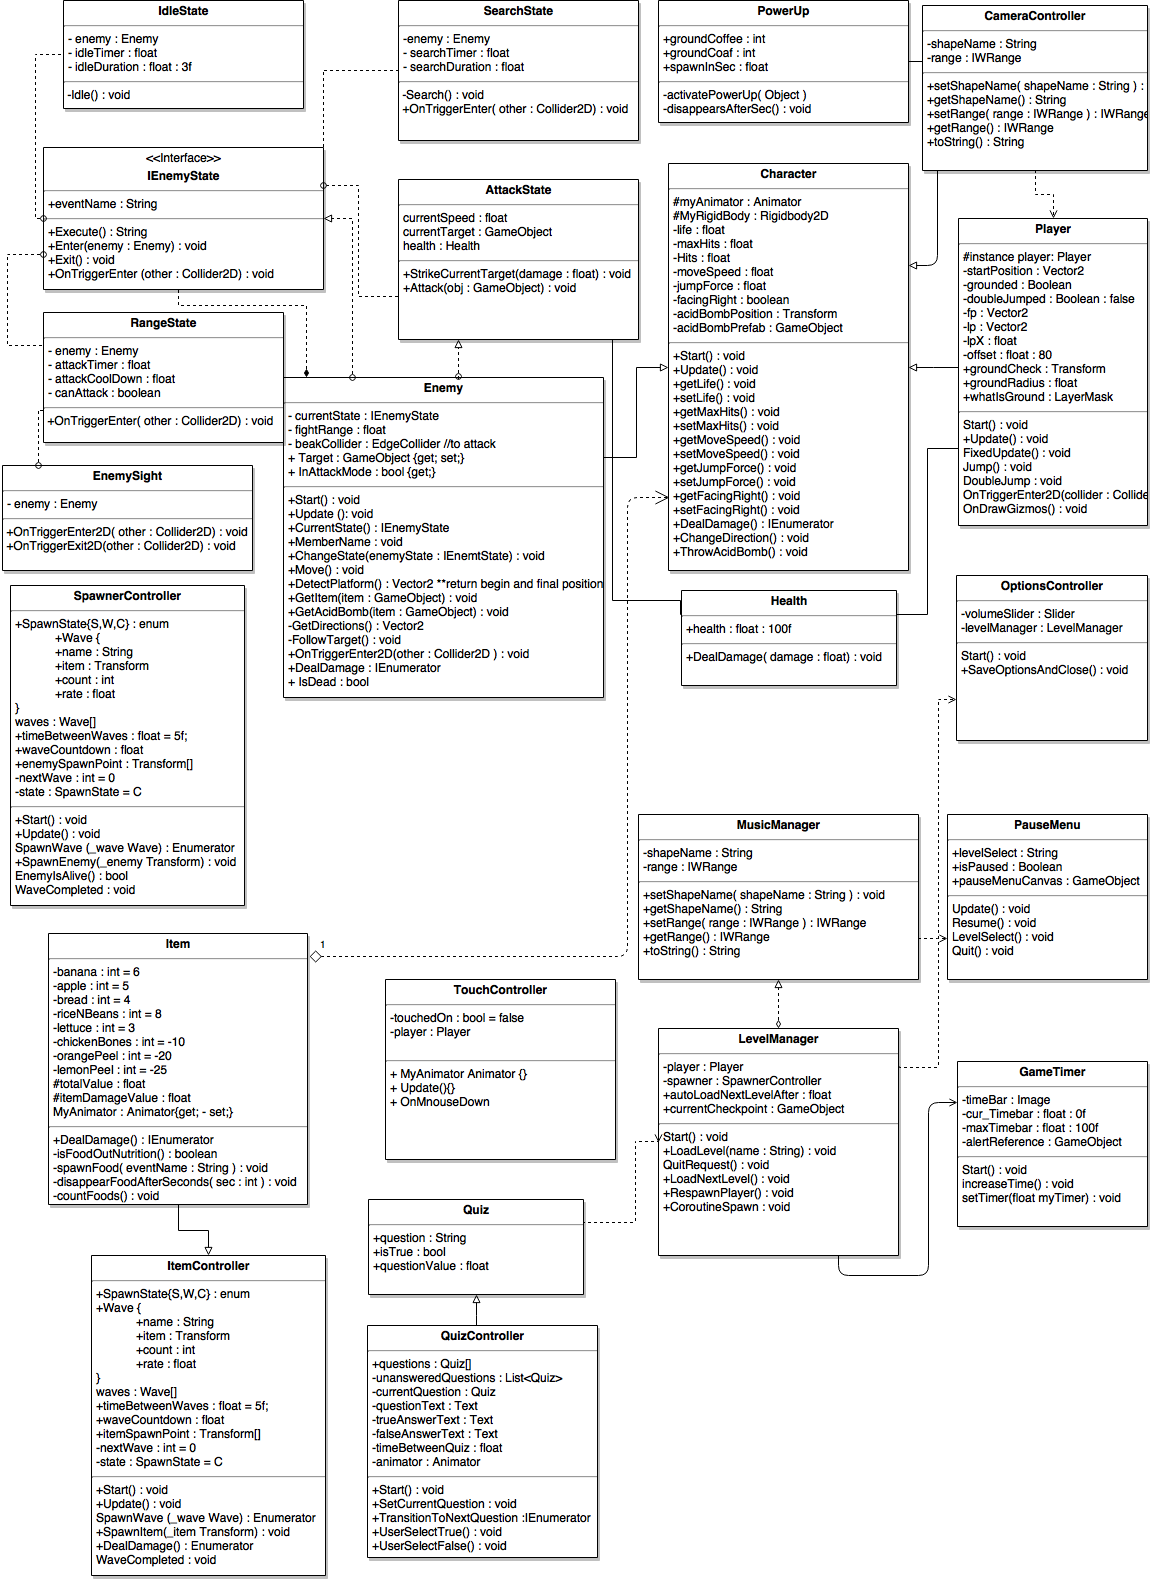 IdleState
- enemy : Enemy
- idleTimer : float
- idleDuration : float : 3f
-Idle() : void
SearchState
-enemy : Enemy
- searchTimer : float
- searchDuration : float
-Search() : void
+OnTriggerEnter( other : Collider2D) : void
PowerUp
+groundCoffee : int
+groundCoaf : int
+spawnInSec : float
-activatePowerUp( Object )
-disappearsAfterSec() : void
CameraController
-shapeName : String
-range : IWRange
+setShapeName( shapeName : String ) :
+getShapeName() : String
+setRange( range : IWRange ) : IWRange
+getRange() : IWRange
+toString() : String
<<Interface>>
IEnemyState
+eventName : String
+Execute() : String
+Enter(enemy : Enemy) : void
+Exit() : void
+OnTriggerEnter (other : Collider2D) : void
AttackState
currentSpeed : float
currentTarget : GameObject
health : Health
+StrikeCurrentTarget(damage : float) : void
+Attack(obj : GameObject) : void
Character
#myAnimator : Animator
#MyRigidBody : Rigidbody2D
-life : float
-maxHits : float
-Hits : float
-moveSpeed : float
-jumpForce : float
-facingRight : boolean
-acidBombPosition : Transform
-acidBombPrefab : GameObject
+Start() : void
+Update() : void
+getLife() : void
+setLife() : void
+getMaxHits() : void
+setMaxHits() : void
+getMoveSpeed() : void
+setMoveSpeed() : void
+getJumpForce() : void
+setJumpForce() : void
+getFacingRight() : void
+setFacingRight() : void
+DealDamage() : IEnumerator
+ChangeDirection() : void
+ThrowAcidBomb() : void
Player
#instance player: Player
-startPosition : Vector2
-grounded : Boolean
-doubleJumped : Boolean : false
-fp : Vector2
-lp : Vector2
-lpX : float
-offset : float : 80
+groundCheck : Transform
+groundRadius : float
+whatIsGround : LayerMask
Start() : void
+Update() : void
FixedUpdate() : void
Jump() : void
DoubleJump : void
OnTriggerEnter2D(collider : Collide
OnDrawGizmos() : void
RangeState
- enemy : Enemy
- attackTimer : float
- attackCoolDown : float
- canAttack : boolean
+OnTriggerEnter( other : Collider2D) : void
Enemy
- currentState : IEnemyState
- fightRange : float
- beakCollider : EdgeCollider //to attack
+ Target : GameObject {get; set;}
+ InAttackMode : bool {get;}
+Start() : void
+Update (): void
+CurrentState() : IEnemyState
+MemberName : void
+ChangeState(enemyState : IEnemtState) : void
+Move() : void
+DetectPlatform() : Vector2 **return begin and final position
+GetItem(item : GameObject) : void
+GetAcidBomb(item : GameObject) : void
-GetDirections() : Vector2
-FollowTarget() : void
+OnTriggerEnter2D(other : Collider2D ) : void
+DealDamage : IEnumerator
+ IsDead : bool
EnemySight
- enemy : Enemy
+OnTriggerEnter2D( other : Collider2D) : void
+OnTriggerExit2D(other : Collider2D) : void
SpawnerController
+SpawnState{S,W,C} : enum
+Wave {
+name : String
+item : Transform
+count : int
+rate : float
}
waves : Wave[]
+timeBetweenWaves : float = 5f;
+waveCountdown : float
+enemySpawnPoint : Transform[]
-nextWave : int = 0
-state : SpawnState = C
+Start() : void
+Update() : void
SpawnWave (_wave Wave) : Enumerator
+SpawnEnemy(_enemy Transform) : void
EnemyIsAlive() : bool
WaveCompleted : void
Health
+health : float : 100f
+DealDamage( damage : float) : void
OptionsController
-volumeSlider : Slider
-levelManager : LevelManager
Start() : void
+SaveOptionsAndClose() : void
MusicManager
-shapeName : String
-range : IWRange
+setShapeName( shapeName : String ) : void
+getShapeName() : String
+setRange( range : IWRange ) : IWRange
+getRange() : IWRange
+toString() : String
PauseMenu
+levelSelect : String
+isPaused : Boolean
+pauseMenuCanvas : GameObject
Update() : void
Resume() : void
LevelSelect() : void
Quit() : void
Item
-banana : int = 6
-apple : int = 5
-bread : int = 4
-riceNBeans : int = 8
-lettuce : int = 3
-chickenBones : int = -10
-orangePeel : int = -20
-lemonPeel : int = -25
#totalValue : float
#itemDamageValue : float
MyAnimator : Animator{get; - set;}
+DealDamage() : IEnumerator
-isFoodOutNutrition() : boolean
-spawnFood( eventName : String ) : void
-disappearFoodAfterSeconds( sec : int ) : void
-countFoods() : void
1
TouchController
-touchedOn : bool = false
-player : Player
+ MyAnimator Animator {}
+ Update(){}
+ OnMnouseDown
LevelManager
-player : Player
-spawner : SpawnerController
+autoLoadNextLevelAfter : float
+currentCheckpoint : GameObject
Start() : void
+LoadLevel(name : String) : void
QuitRequest() : void
+LoadNextLevel() : void
+RespawnPlayer() : void
+CoroutineSpawn : void
GameTimer
-timeBar : Image
-cur_Timebar : float : 0f
-maxTimebar : float : 100f
-alertReference : GameObject
Start() : void
increaseTime() : void
setTimer(float myTimer) : void
Quiz
+question : String
+isTrue : bool
+questionValue : float
ItemController
+SpawnState{S,W,C} : enum
+Wave {
+name : String
+item : Transform
+count : int
+rate : float
}
waves : Wave[]
+timeBetweenWaves : float = 5f;
+waveCountdown : float
+itemSpawnPoint : Transform[]
-nextWave : int = 0
-state : SpawnState = C
+Start() : void
+Update() : void
SpawnWave (_wave Wave) : Enumerator
+SpawnItem(_item Transform) : void
+DealDamage() : Enumerator
WaveCompleted : void
QuizController
+questions : Quiz[]
-unansweredQuestions : List<Quiz>
-currentQuestion : Quiz
-questionText : Text
-trueAnswerText : Text
-falseAnswerText : Text
-timeBetweenQuiz : float
-animator : Animator
+Start() : void
+SetCurrentQuestion : void
+TransitionToNextQuestion :IEnumerator
+UserSelectTrue() : void
+UserSelectFalse() : void